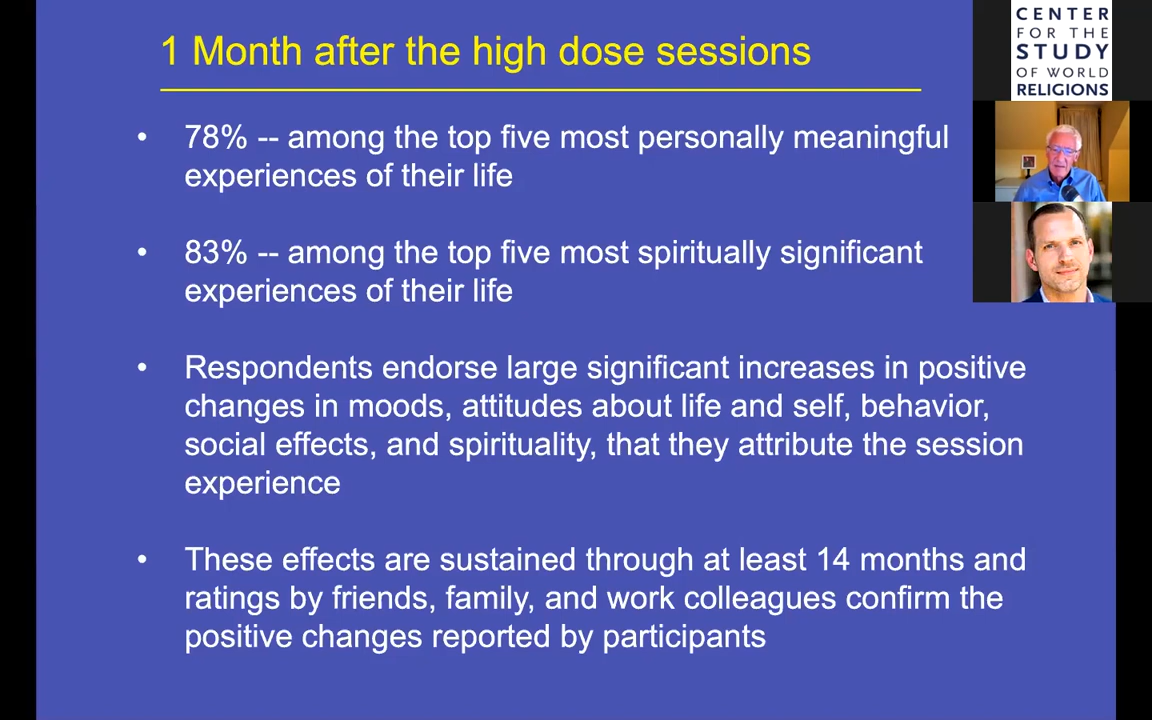 1 Month after the high dose sessions
• 78% -- among the top five most personally meaningful
experiences of their life
• 83% -- among the top five most spiritually significant
experiences of their life
• Respondents endorse large significant increases in positive
changes in moods, attitudes about life and self, behavior,
social effects, and spirituality, that they attribute the session
experience
• These effects are sustained through at least 14 months and
ratings by friends, family, and work colleagues confirm the
positive changes reported by participants
CENTER
FOR THE
STUDY
OF WORLD
RELIGIONS